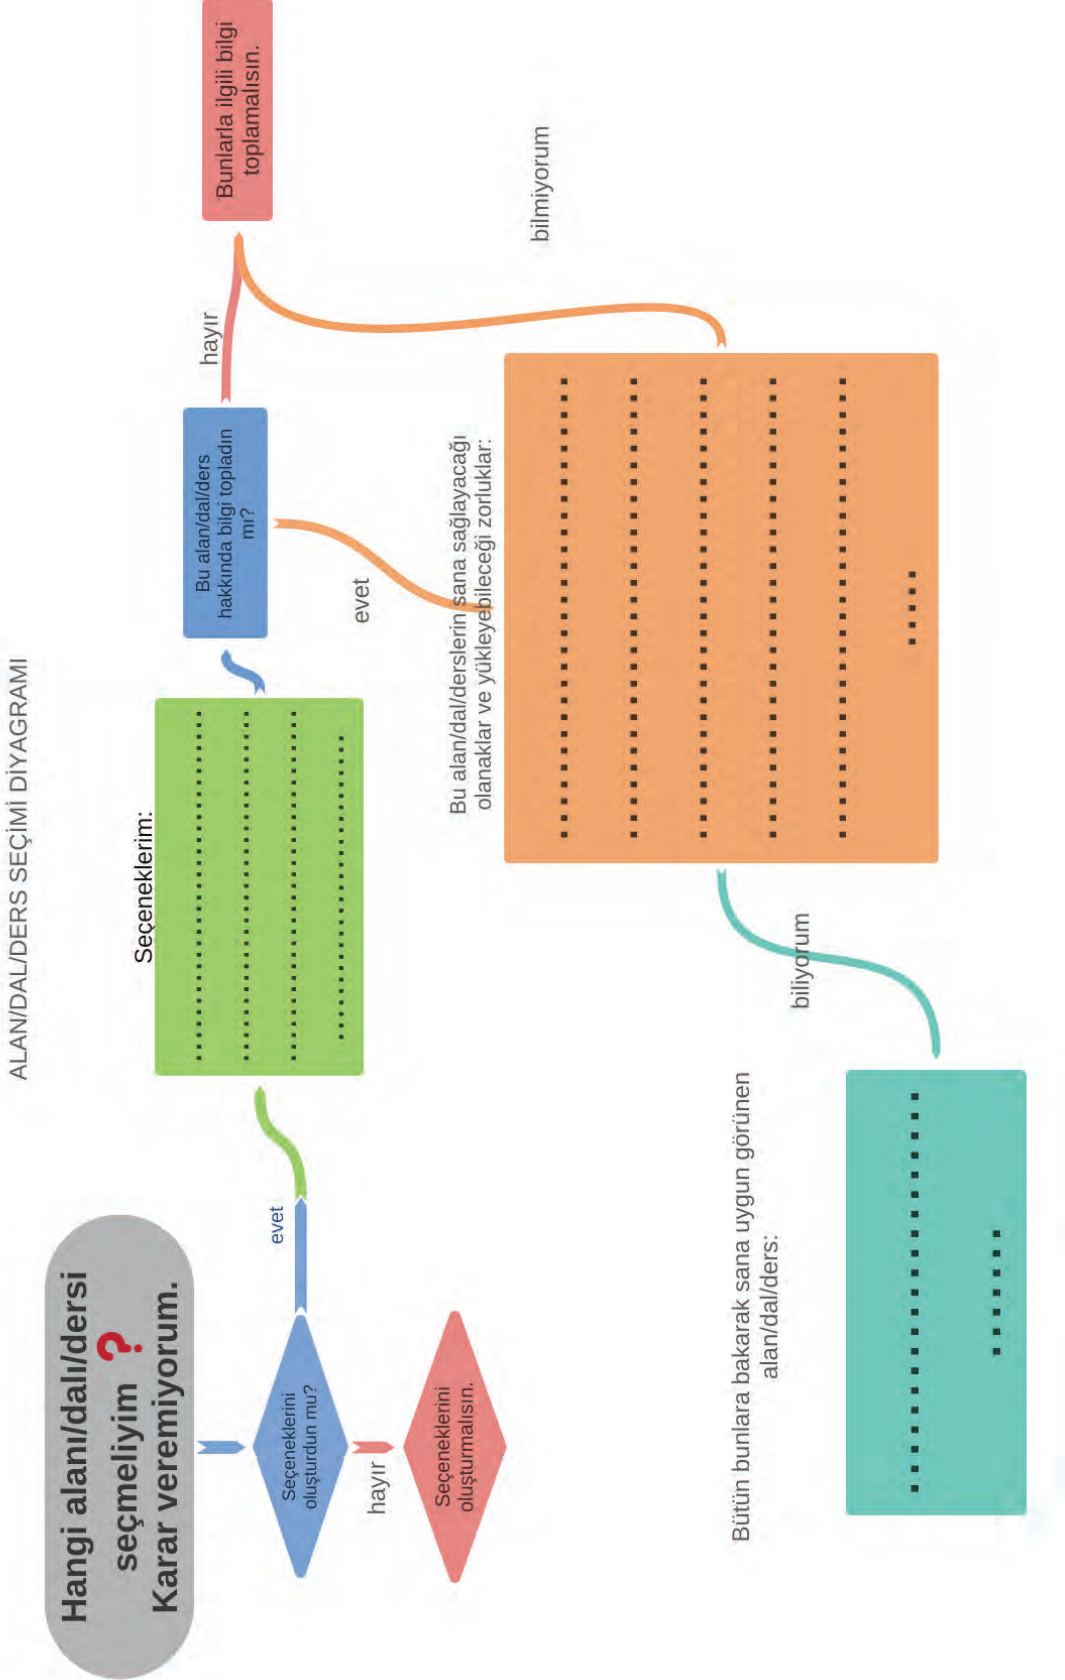 ALAN/DAL/DERS SEÇİMİ DİYAGRAMI
Hangi alanı/dalı/dersi
seçmeliyim ?
Karar veremiyorum.
Seçeneklerini
oluşturdun mu?
evet
hayır
Seçeneklerini
oluşturmalısın.
Seçeneklerim:
Bu alan/dal/ders
hakkında bilgi topladın
mı?
hayır
Bunlarla ilgili bilgi
toplamalısın.
evet
Bu alan/dal/derslerin sana sağlayacağı
olanaklar ve yükleyebileceği zorluklar:
bilmiyorum
biliyorum
Bütün bunlara bakarak sana uygun görünen
alan/dal/ders: